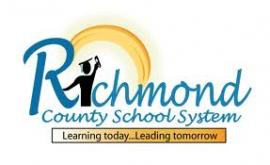 Richmond
County School System
Learning today...Leading tomorrow